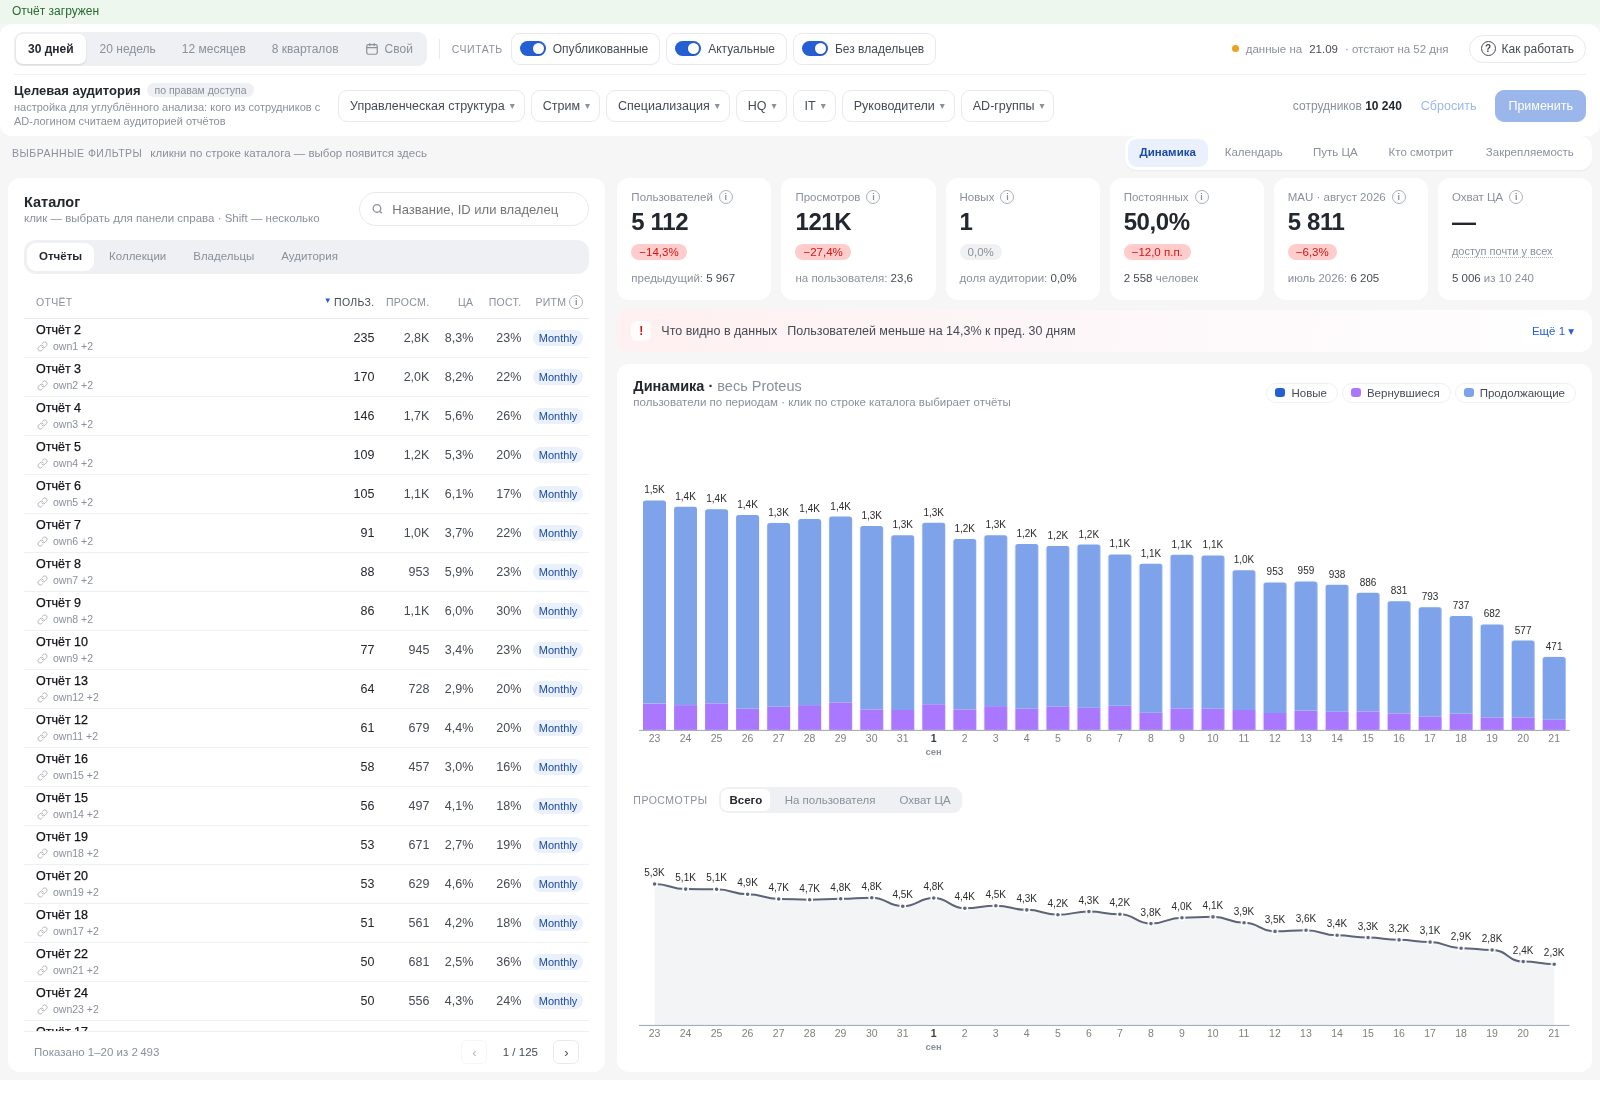 Отчёт загружен
30 дней 20 недель 12 месяцев 8 кварталов Свой СЧИТАТЬ Опубликованные Актуальные Без владельцев данные на 21.09 · отстают на 52 дня ? Как работать
Целевая аудитория по правам доступа
настройка для углублённого анализа: кого из сотрудников с
AD-логином считаем аудиторией отчётов
Управленческая структура ▾ Стрим ▾ Специализация ▾ HQ ▾ IT ▾ Руководители ▾ AD-группы ▾ сотрудников 10 240 Сбросить Применить
ВЫБРАННЫЕ ФИЛЬТРЫ кликни по строке каталога — выбор появится здесь
Динамика Календарь Путь ЦА Кто смотрит Закрепляемость
Каталог
клик — выбрать для панели справа · Shift — несколько
Название, ID или владелец
Отчёты Коллекции Владельцы Аудитория
ОТЧЁТ ▼ ПОЛЬЗ. ПРОСМ. ЦА ПОСТ. РИТМ i
Отчёт 2 235 2,8K 8,3% 23% Monthly
own1 +2
Отчёт 3 170 2,0K 8,2% 22% Monthly
own2 +2
Отчёт 4 146 1,7K 5,6% 26% Monthly
own3 +2
Отчёт 5 109 1,2K 5,3% 20% Monthly
own4 +2
Отчёт 6 105 1,1K 6,1% 17% Monthly
own5 +2
Отчёт 7 91 1,0K 3,7% 22% Monthly
own6 +2
Отчёт 8 88 953 5,9% 23% Monthly
own7 +2
Отчёт 9 86 1,1K 6,0% 30% Monthly
own8 +2
Отчёт 10 77 945 3,4% 23% Monthly
own9 +2
Отчёт 13 64 728 2,9% 20% Monthly
own12 +2
Отчёт 12 61 679 4,4% 20% Monthly
own11 +2
Отчёт 16 58 457 3,0% 16% Monthly
own15 +2
Отчёт 15 56 497 4,1% 18% Monthly
own14 +2
Отчёт 19 53 671 2,7% 19% Monthly
own18 +2
Отчёт 20 53 629 4,6% 26% Monthly
own19 +2
Отчёт 18 51 561 4,2% 18% Monthly
own17 +2
Отчёт 22 50 681 2,5% 36% Monthly
own21 +2
Отчёт 24 50 556 4,3% 24% Monthly
own23 +2
Отчёт 17
Показано 1–20 из 2 493 ‹ 1 / 125 ›
Пользователей i
5 112
−14,3%
предыдущий: 5 967
Просмотров i
121K
−27,4%
на пользователя: 23,6
Новых i
1
0,0%
доля аудитории: 0,0%
Постоянных i
50,0%
−12,0 п.п.
2 558 человек
MAU · август 2026 i
5 811
−6,3%
июль 2026: 6 205
Охват ЦА i
—
доступ почти у всех
5 006 из 10 240
! Что видно в данных Пользователей меньше на 14,3% к пред. 30 дням Ещё 1 ▾
Динамика · весь Proteus
пользователи по периодам · клик по строке каталога выбирает отчёты
Новые Вернувшиеся Продолжающие
1,5K 1,4K 1,4K 1,4K 1,3K 1,4K 1,4K 1,3K 1,3K 1,3K 1,2K 1,3K 1,2K 1,2K 1,2K 1,1K 1,1K 1,1K 1,1K 1,0K 953 959 938 886 831 793 737 682 577 471
23 24 25 26 27 28 29 30 31 1 2 3 4 5 6 7 8 9 10 11 12 13 14 15 16 17 18 19 20 21
сен
ПРОСМОТРЫ Всего На пользователя Охват ЦА
5,3K 5,1K 5,1K 4,9K 4,7K 4,7K 4,8K 4,8K 4,5K 4,8K 4,4K 4,5K 4,3K 4,2K 4,3K 4,2K 3,8K 4,0K 4,1K 3,9K 3,5K 3,6K 3,4K 3,3K 3,2K 3,1K 2,9K 2,8K 2,4K 2,3K
23 24 25 26 27 28 29 30 31 1 2 3 4 5 6 7 8 9 10 11 12 13 14 15 16 17 18 19 20 21
сен